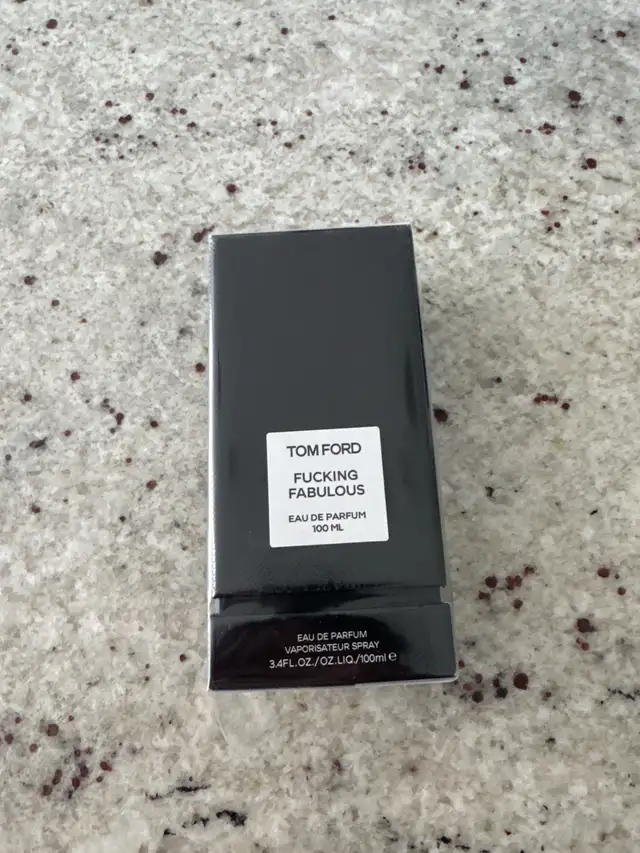 TOM FORD
FUCKING
FABULOUS
EAU DE PARFUM
100 ML
EAU DE PARFUM
VAPORISATEUR SPRAY
3.4FL.OZ./OZ.LIQ./100ml ℮